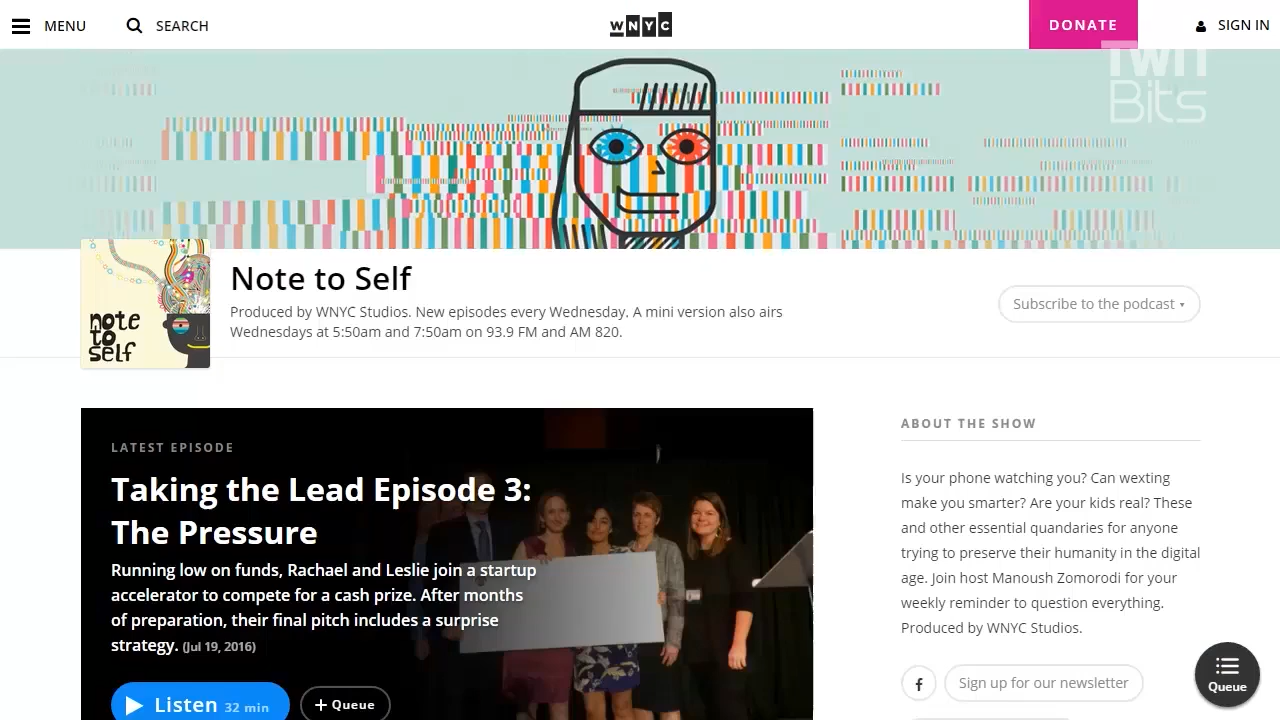 MENU
SEARCH
WNYC
DONATE
SIGN IN
TWiT
Bits
note
to
self
Note to Self
Produced by WNYC Studios. New episodes every Wednesday. A mini version also airs
Wednesdays at 5:50am and 7:50am on 93.9 FM and AM 820.
Subscribe to the podcast
LATEST EPISODE
Taking the Lead Episode 3:
The Pressure
Running low on funds, Rachael and Leslie join a startup
accelerator to compete for a cash prize. After months
of preparation, their final pitch includes a surprise
strategy. (Jul 19, 2016)
Listen 32 min
+ Queue
ABOUT THE SHOW
Is your phone watching you? Can wexting
make you smarter? Are your kids real? These
and other essential quandaries for anyone
trying to preserve their humanity in the digital
age. Join host Manoush Zomorodi for your
weekly reminder to question everything.
Produced by WNYC Studios.
f
Sign up for our newsletter
Queue